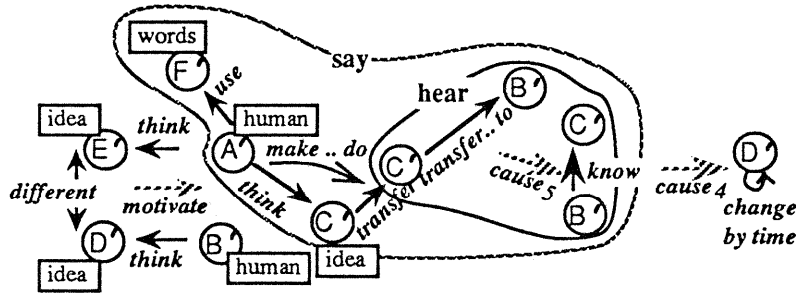 words
F
say
use
hear
B
idea
think
human
C
E
A
make .. do
C
D
different
think
transfer
transfer.. to
cause 5
know
cause 4
motivate
C
B
change
by time
D
B
think
human
idea
idea